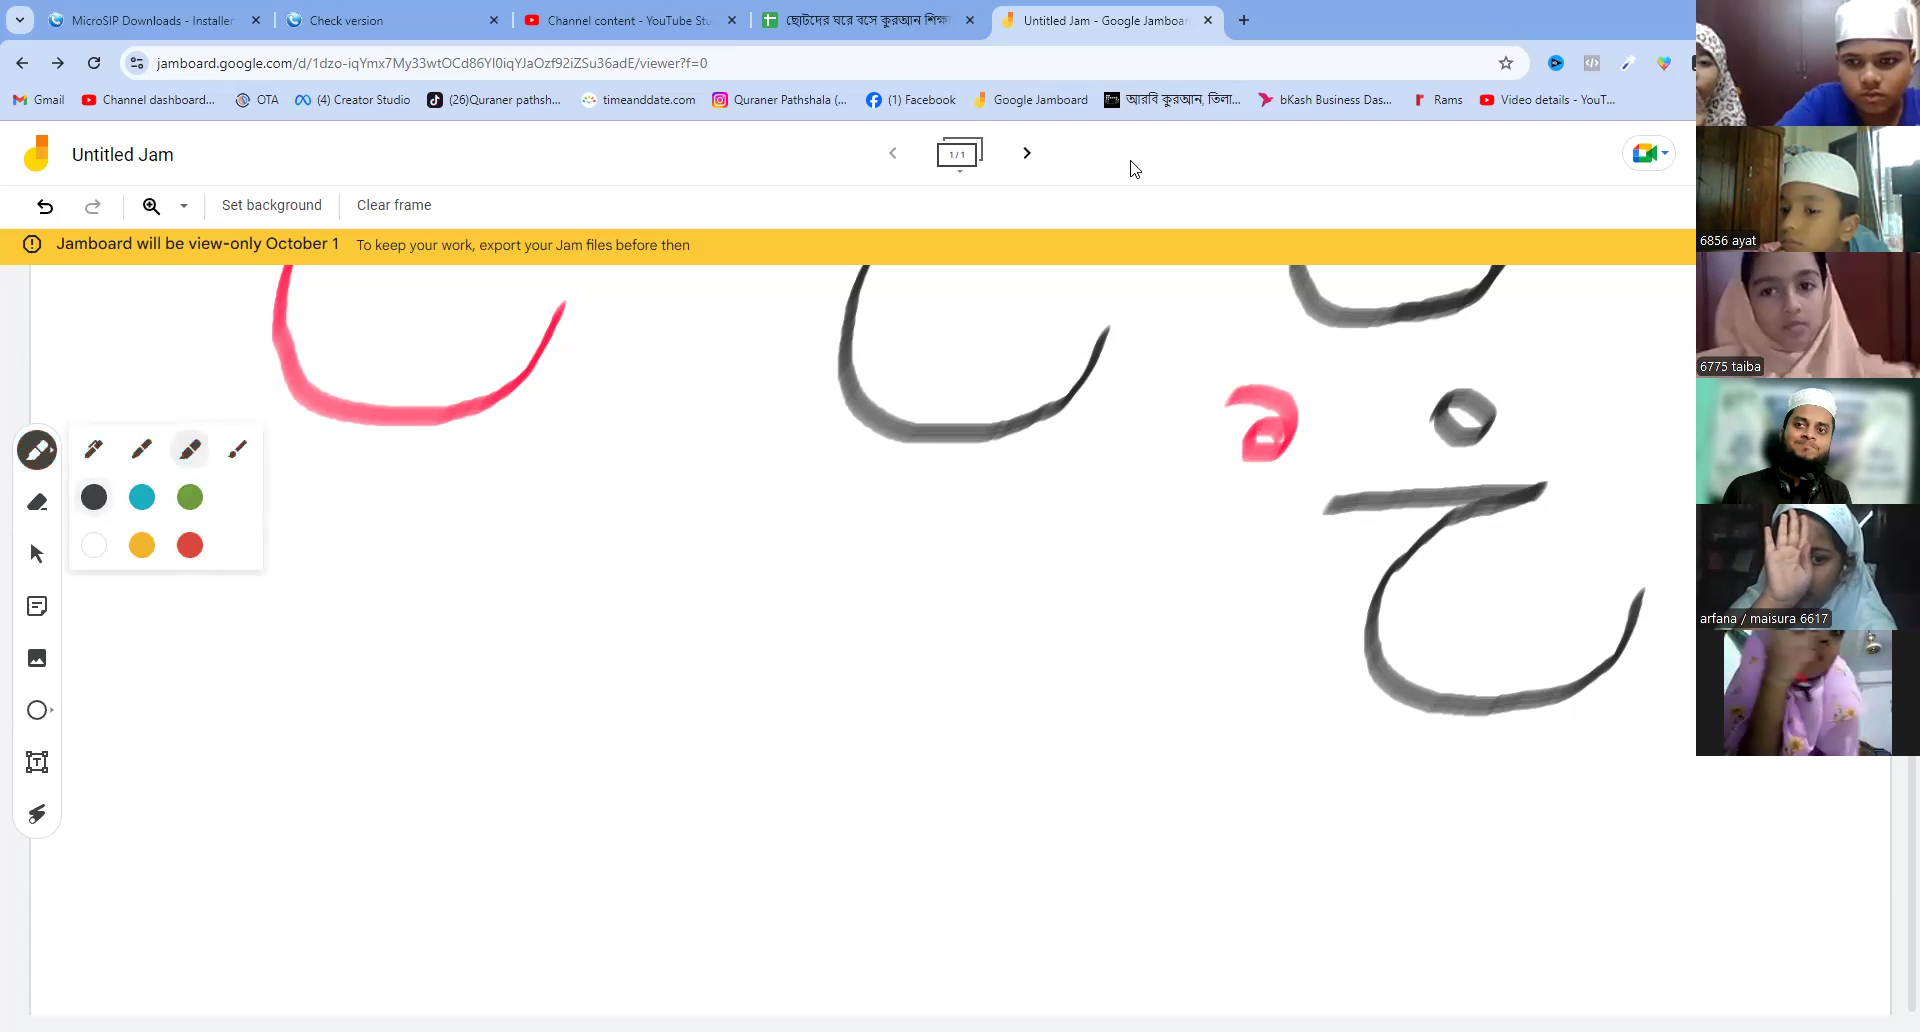 MicroSIP Downloads - Installer
Check version
Channel content - YouTube Stu
ছোটদের ঘরে বসে কুরআন শিক্ষ
Untitled Jam - Google Jamboar
jamboard.google.com/d/1dzo-iqYmx7My33wtOCd86Yl0iqYJaOzf92iZSu36adE/viewer?f=0
Gmail
Channel dashboard...
OTA
(4) Creator Studio
(26)Quraner pathsh...
timeanddate.com
Quraner Pathshala (...
(1) Facebook
Google Jamboard
আরবি কুরআন, তিলা...
bKash Business Das...
Rams
Video details - YouT...
Untitled Jam
1/1
Set background
Clear frame
Jamboard will be view-only October 1 To keep your work, export your Jam files before then
6856 ayat
6775 taiba
arfana / maisura 6617
ح